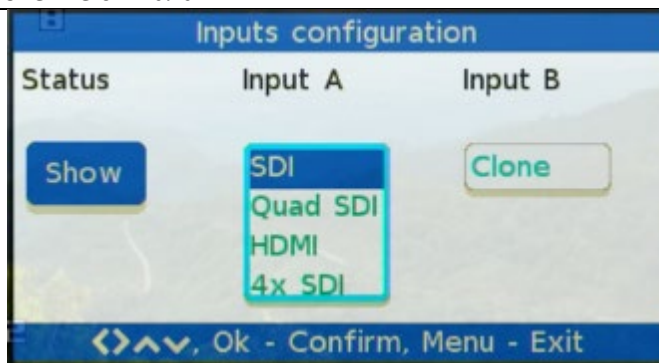 Inputs configuration
Status Input A Input B
Show SDI Clone
Quad SDI
HDMI
4x SDI
<>^v, Ok - Confirm, Menu - Exit